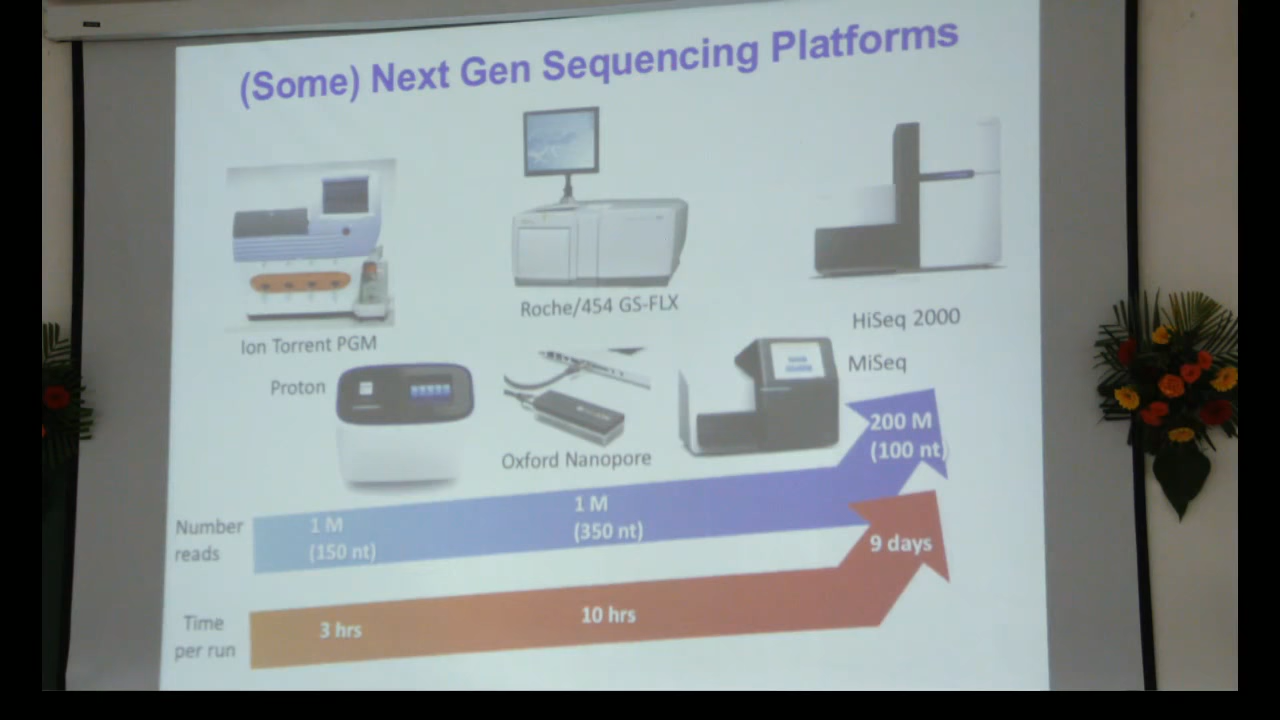 (Some) Next Gen Sequencing Platforms
Ion Torrent PGM
Roche/454 GS-FLX
HiSeq 2000
Proton
Oxford Nanopore
MiSeq
Number
reads
1 M
(150 nt)
1 M
(350 nt)
200 M
(100 nt)
Time
per run
3 hrs
10 hrs
9 days